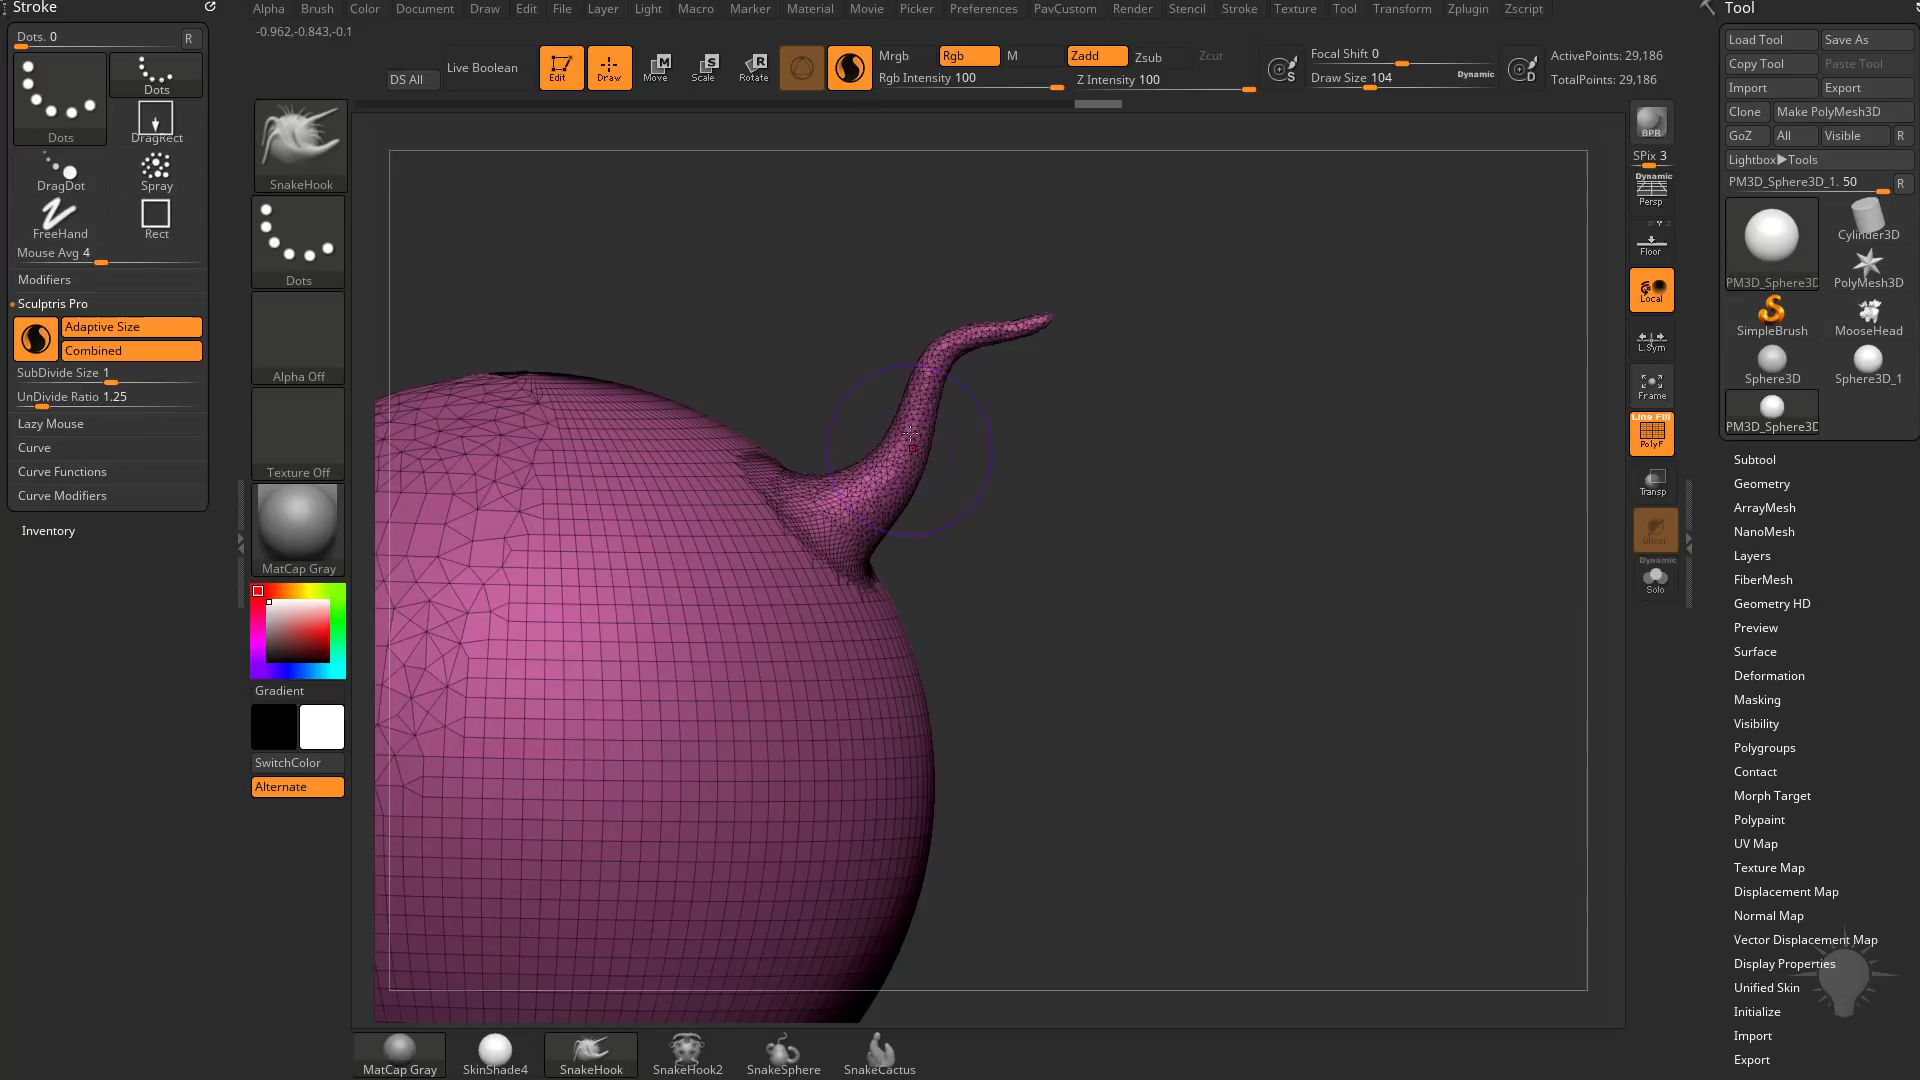 Stroke
Alpha Brush Color Document Draw Edit File Layer Light Macro Marker Material Movie Picker Preferences PavCustom Render Stencil Stroke Texture Tool Transform Zplugin Zscript
Tool
-0.962,-0.843,-0.1
Dots. 0
R
Dots
Dots
DragRect
DragDot
Spray
FreeHand
Rect
Mouse Avg 4
Modifiers
Sculptris Pro
Adaptive Size
Combined
SubDivide Size 1
UnDivide Ratio 1.25
Lazy Mouse
Curve
Curve Functions
Curve Modifiers
Inventory
DS All
Live Boolean
Edit
Draw
Move
Scale
Rotate
Mrgb
Rgb
M
Rgb Intensity 100
Zadd
Zsub
Zcut
Z Intensity 100
Focal Shift 0
Draw Size 104
Dynamic
ActivePoints: 29,186
TotalPoints: 29,186
SnakeHook
Dots
Alpha Off
Texture Off
MatCap Gray
Gradient
SwitchColor
Alternate
BPR
SPix 3
Dynamic
Persp
Floor
Local
L.Sym
Frame
Line Fill
PolyF
Transp
Ghost
Dynamic
Solo
Load Tool
Save As
Copy Tool
Paste Tool
Import
Export
Clone
Make PolyMesh3D
GoZ
All
Visible
R
Lightbox▶Tools
PM3D_Sphere3D_1. 50
R
PM3D_Sphere3D
Cylinder3D
PolyMesh3D
SimpleBrush
MooseHead
Sphere3D
Sphere3D_1
PM3D_Sphere3D
Subtool
Geometry
ArrayMesh
NanoMesh
Layers
FiberMesh
Geometry HD
Preview
Surface
Deformation
Masking
Visibility
Polygroups
Contact
Morph Target
Polypaint
UV Map
Texture Map
Displacement Map
Normal Map
Vector Displacement Map
Display Properties
Unified Skin
Initialize
Import
Export
MatCap Gray
SkinShade4
SnakeHook
SnakeHook2
SnakeSphere
SnakeCactus